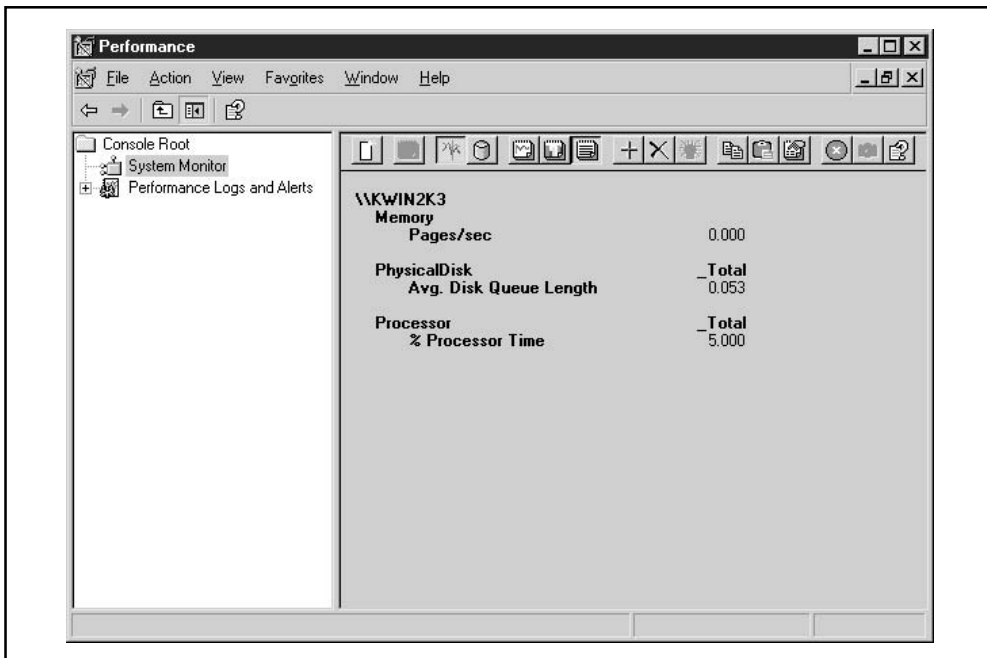 Performance
File Action View Favorites Window Help
Console Root
System Monitor
Performance Logs and Alerts
\\KWIN2K3
Memory
Pages/sec 0.000
PhysicalDisk _Total
Avg. Disk Queue Length 0.053
Processor _Total
% Processor Time 5.000